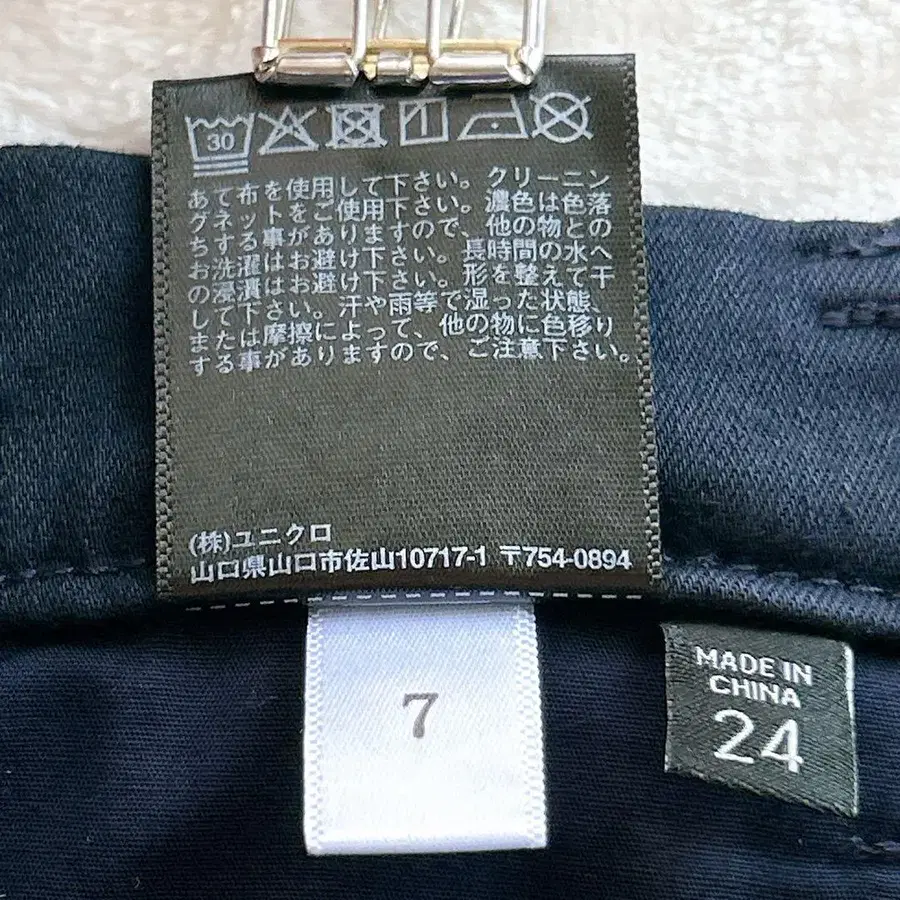 30
あて布を使用して下さい。クリーニン
グネットをご使用下さい。濃色は色落
ちする事がありますので、他の物との
お洗濯はお避け下さい。長時間の水へ
の浸漬はお避け下さい。形を整えて干
して下さい。汗や雨等で湿った状態、
または摩擦によって、他の物に色移り
する事がありますので、ご注意下さい。
(株)ユニクロ
山口県山口市佐山10717-1 〒754-0894
7
MADE IN
CHINA
24